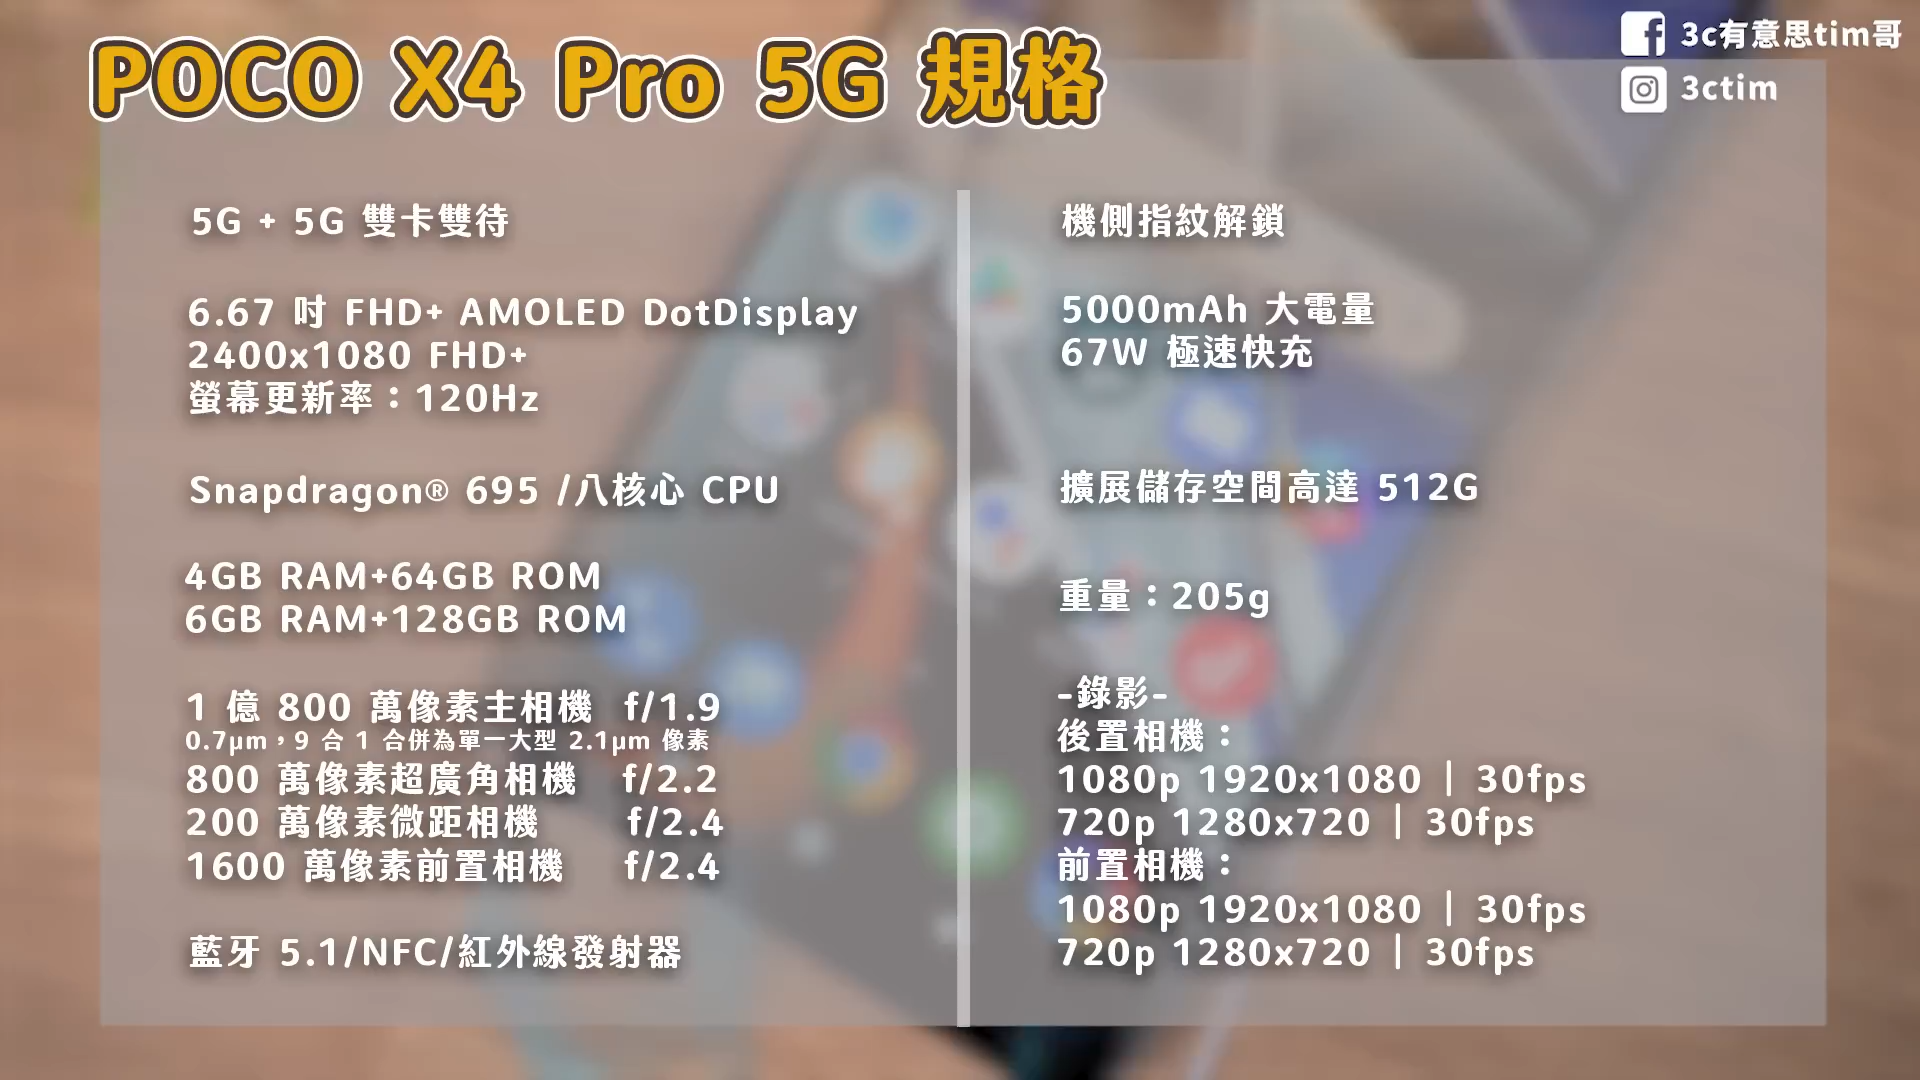 POCO X4 Pro 5G 規格
3c有意思tim哥
3ctim
5G + 5G 雙卡雙待
6.67 吋 FHD+ AMOLED DotDisplay
2400x1080 FHD+
螢幕更新率：120Hz
Snapdragon® 695 /八核心 CPU
4GB RAM+64GB ROM
6GB RAM+128GB ROM
1 億 800 萬像素主相機 f/1.9
0.7µm，9 合 1 合併為單一大型 2.1µm 像素
800 萬像素超廣角相機 f/2.2
200 萬像素微距相機 f/2.4
1600 萬像素前置相機 f/2.4
藍牙 5.1/NFC/紅外線發射器
機側指紋解鎖
5000mAh 大電量
67W 極速快充
擴展儲存空間高達 512G
重量：205g
-錄影-
後置相機：
1080p 1920x1080 | 30fps
720p 1280x720 | 30fps
前置相機：
1080p 1920x1080 | 30fps
720p 1280x720 | 30fps